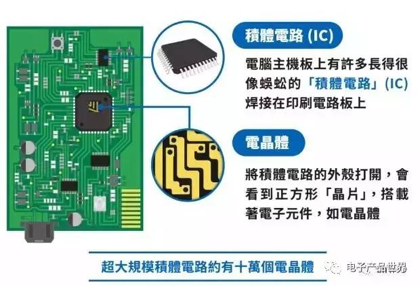 積體電路 (IC)
電腦主機板上有許多長得很
像蜈蚣的「積體電路」(IC)
焊接在印刷電路板上
電晶體
將積體電路的外殼打開，會
看到正方形「晶片」，搭載
著電子元件，如電晶體
超大規模積體電路約有十萬個電晶體
电子产品世界